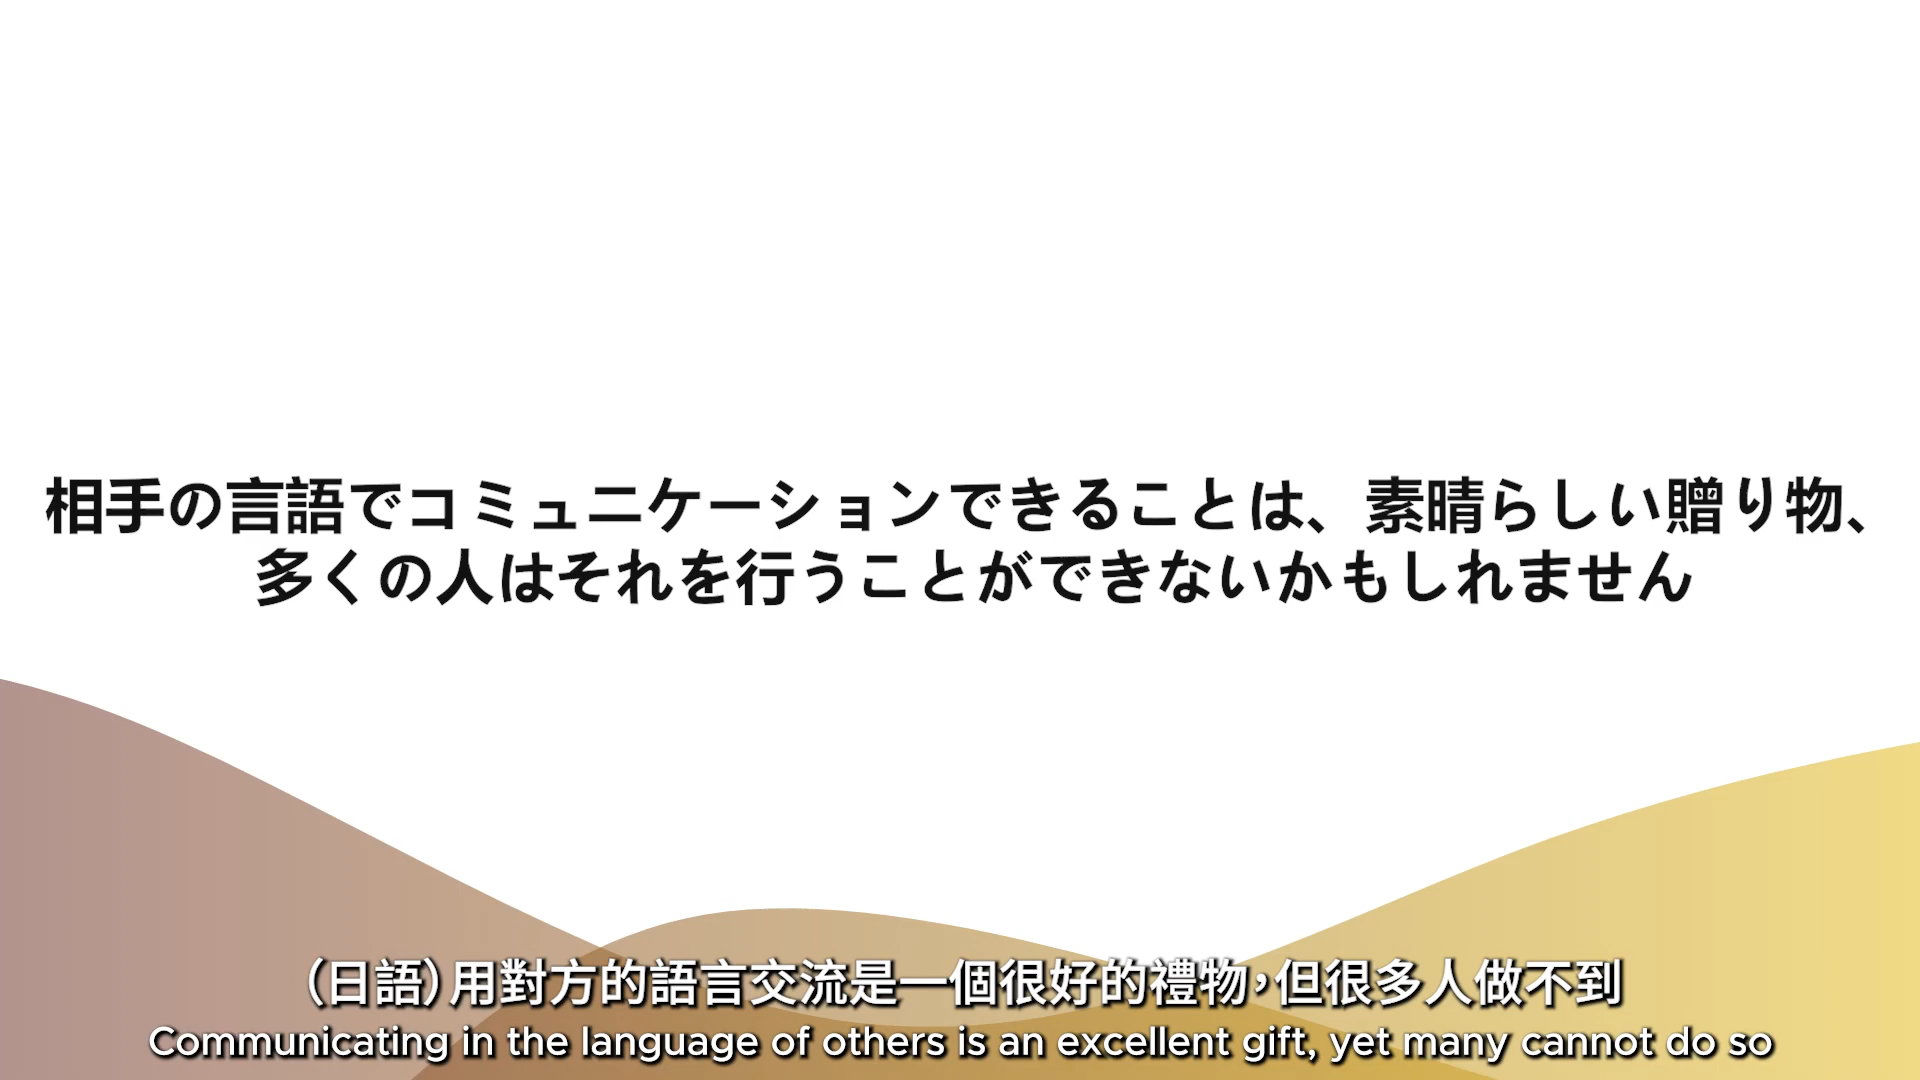 相手の言語でコミュニケーションできることは、素晴らしい贈り物、
多くの人はそれを行うことができないかもしれません
（日語）用對方的語言交流是一個很好的禮物，但很多人做不到
Communicating in the language of others is an excellent gift, yet many cannot do so